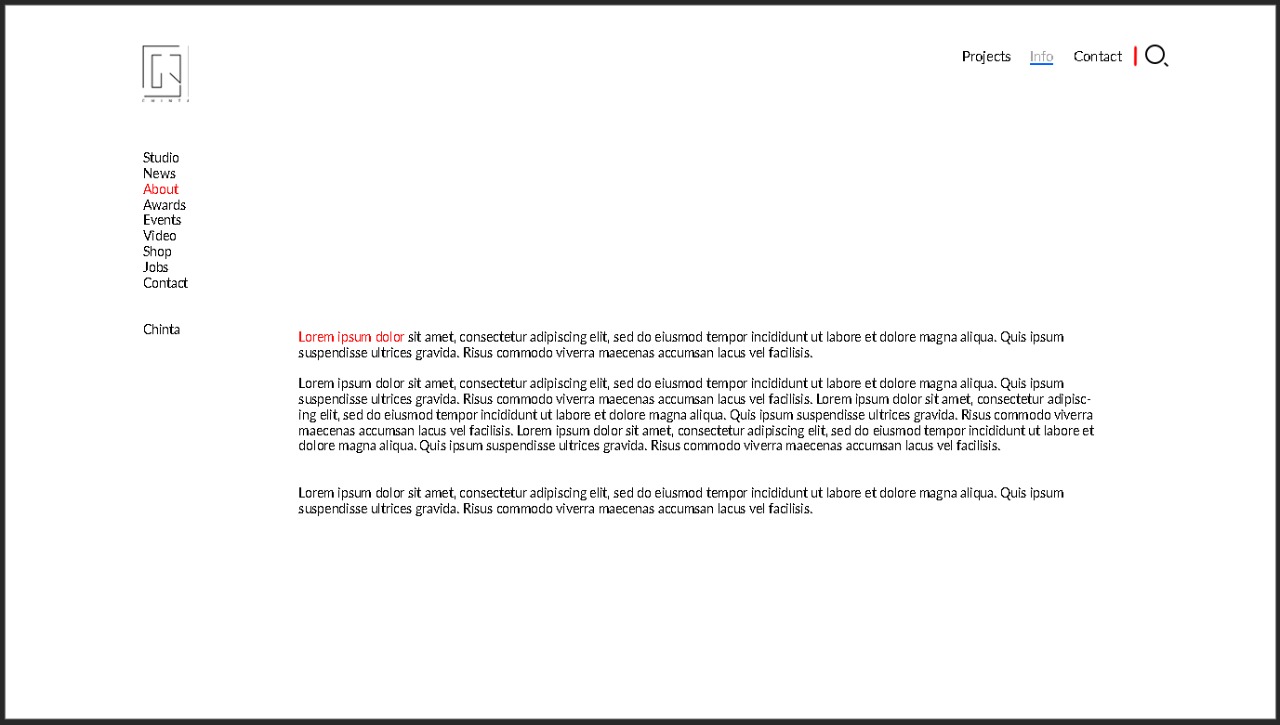 CHINTA
Projects Info Contact
Studio
News
About
Awards
Events
Video
Shop
Jobs
Contact
Chinta
Lorem ipsum dolor sit amet, consectetur adipiscing elit, sed do eiusmod tempor incididunt ut labore et dolore magna aliqua. Quis ipsum
suspendisse ultrices gravida. Risus commodo viverra maecenas accumsan lacus vel facilisis.
Lorem ipsum dolor sit amet, consectetur adipiscing elit, sed do eiusmod tempor incididunt ut labore et dolore magna aliqua. Quis ipsum
suspendisse ultrices gravida. Risus commodo viverra maecenas accumsan lacus vel facilisis. Lorem ipsum dolor sit amet, consectetur adipisc-
ing elit, sed do eiusmod tempor incididunt ut labore et dolore magna aliqua. Quis ipsum suspendisse ultrices gravida. Risus commodo viverra
maecenas accumsan lacus vel facilisis. Lorem ipsum dolor sit amet, consectetur adipiscing elit, sed do eiusmod tempor incididunt ut labore et
dolore magna aliqua. Quis ipsum suspendisse ultrices gravida. Risus commodo viverra maecenas accumsan lacus vel facilisis.
Lorem ipsum dolor sit amet, consectetur adipiscing elit, sed do eiusmod tempor incididunt ut labore et dolore magna aliqua. Quis ipsum
suspendisse ultrices gravida. Risus commodo viverra maecenas accumsan lacus vel facilisis.